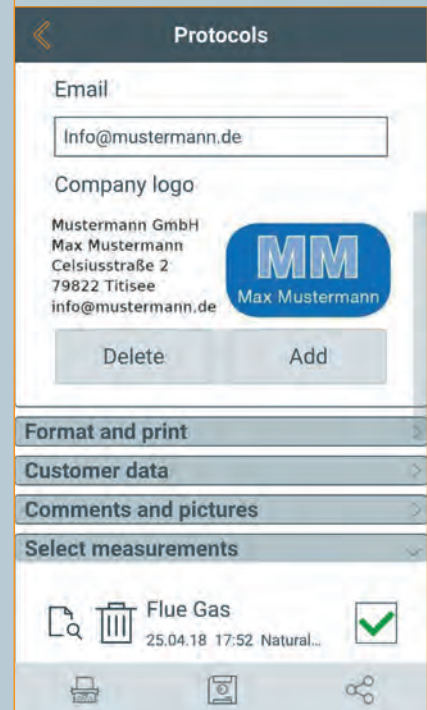 Protocols
Email
Info@mustermann.de
Company logo
Mustermann GmbH
Max Mustermann
Celsiusstraße 2
79822 Titisee
info@mustermann.de
MM
Max Mustermann
Delete
Add
Format and print
Customer data
Comments and pictures
Select measurements
Flue Gas
25.04.18 17:52 Natural...